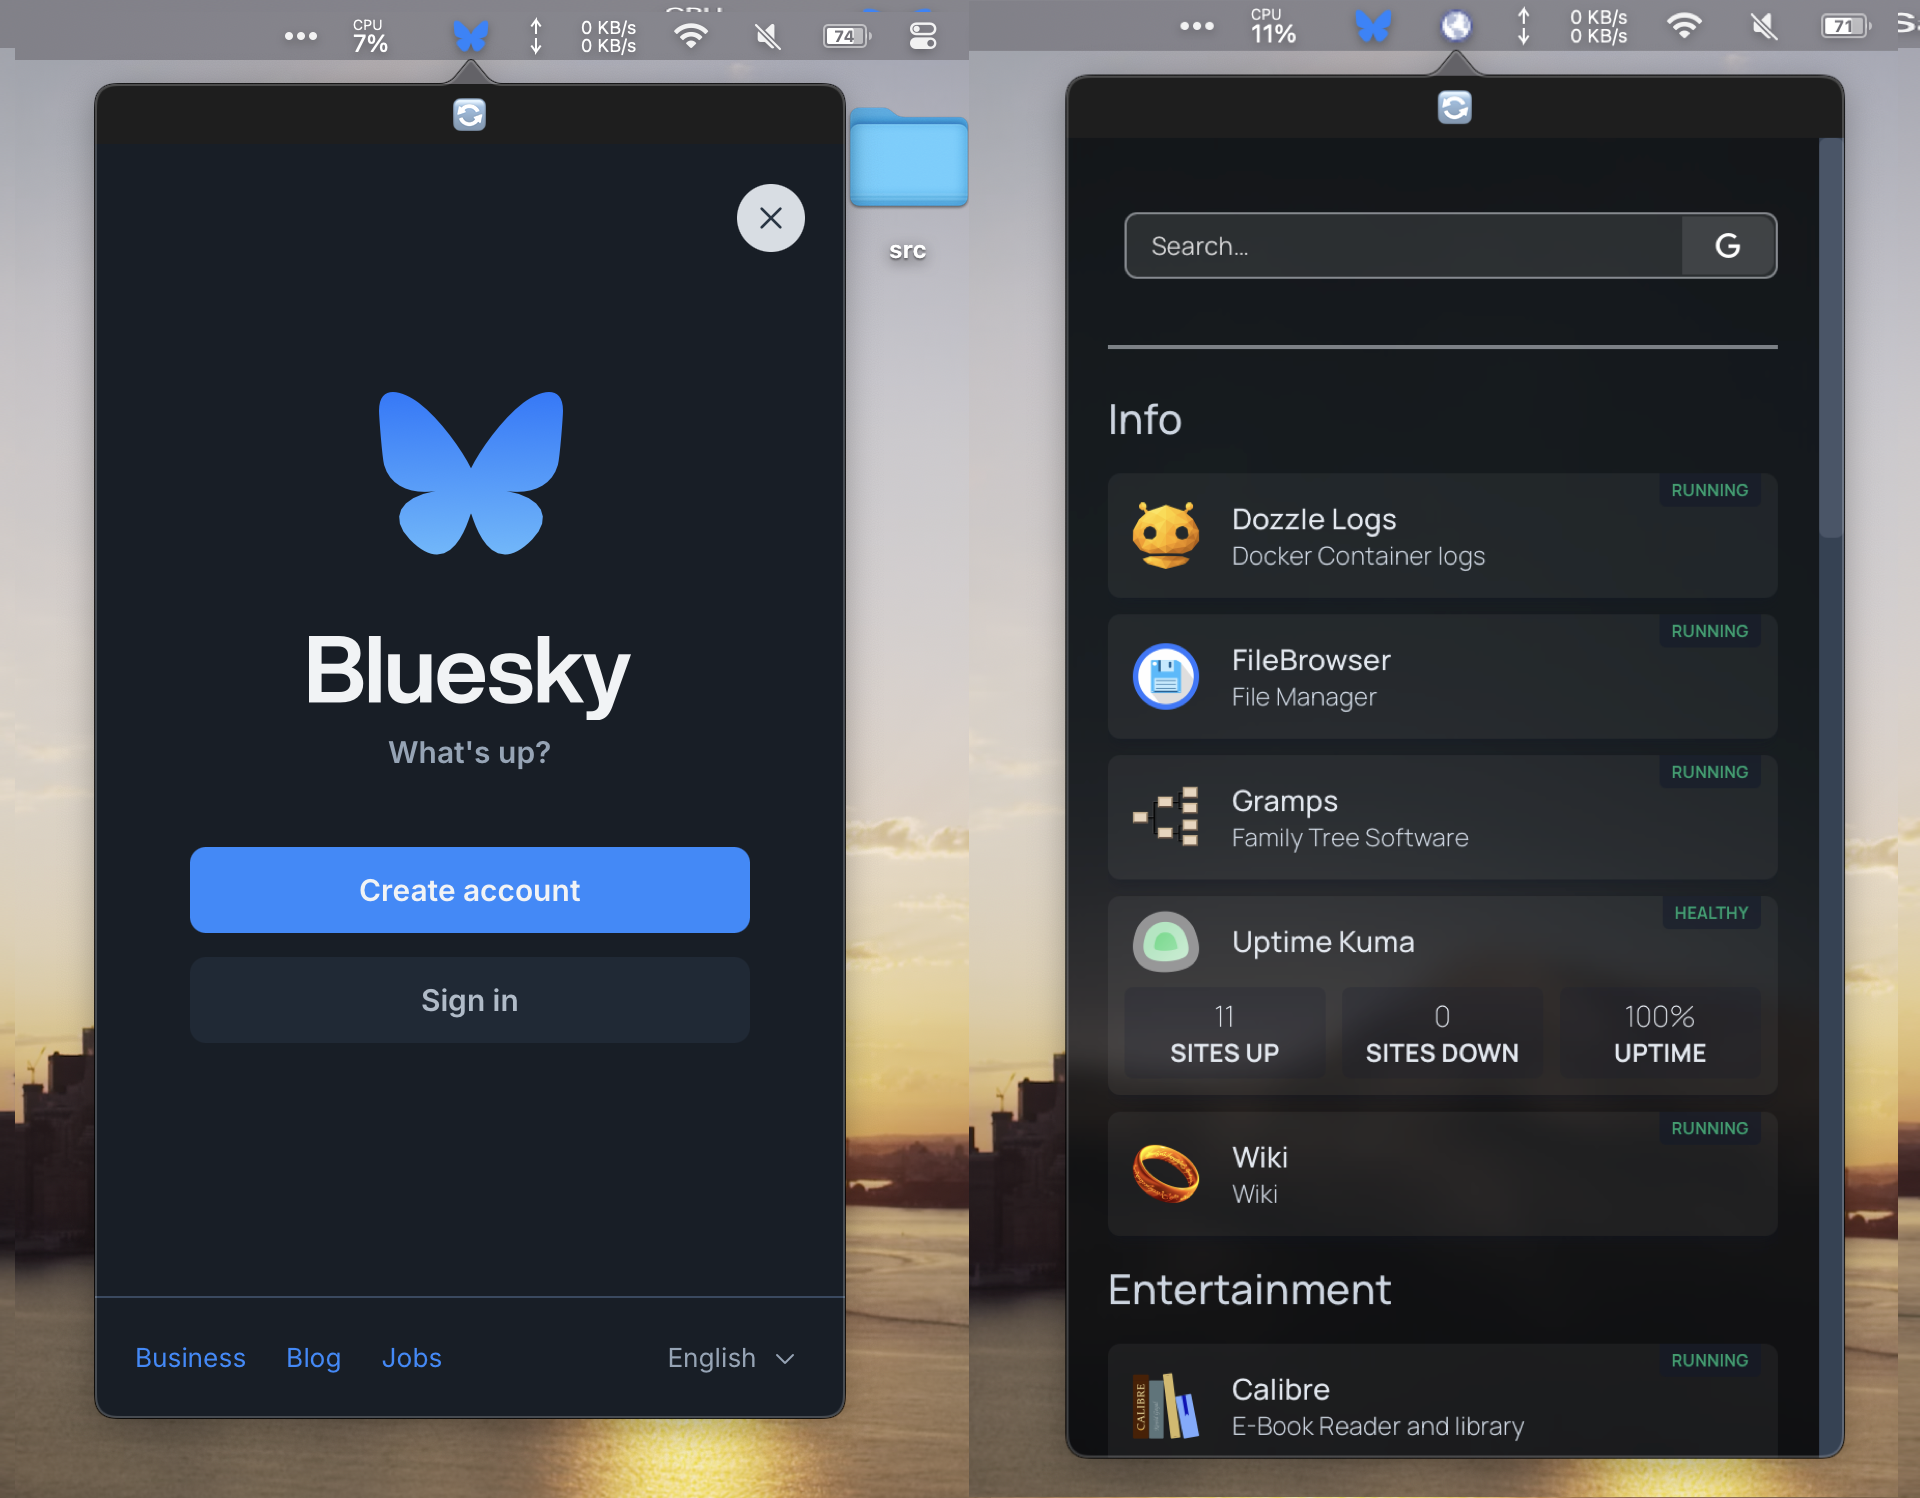 CPU
7%
0 KB/s
0 KB/s
74
src
Bluesky
What's up?
Create account
Sign in
Business
Blog
Jobs
English
CPU
11%
0 KB/s
0 KB/s
71
Search...
G
Info
RUNNING
Dozzle Logs
Docker Container logs
RUNNING
FileBrowser
File Manager
RUNNING
Gramps
Family Tree Software
HEALTHY
Uptime Kuma
11
SITES UP
0
SITES DOWN
100%
UPTIME
RUNNING
Wiki
Wiki
Entertainment
RUNNING
CALIBRE
Calibre
E-Book Reader and library